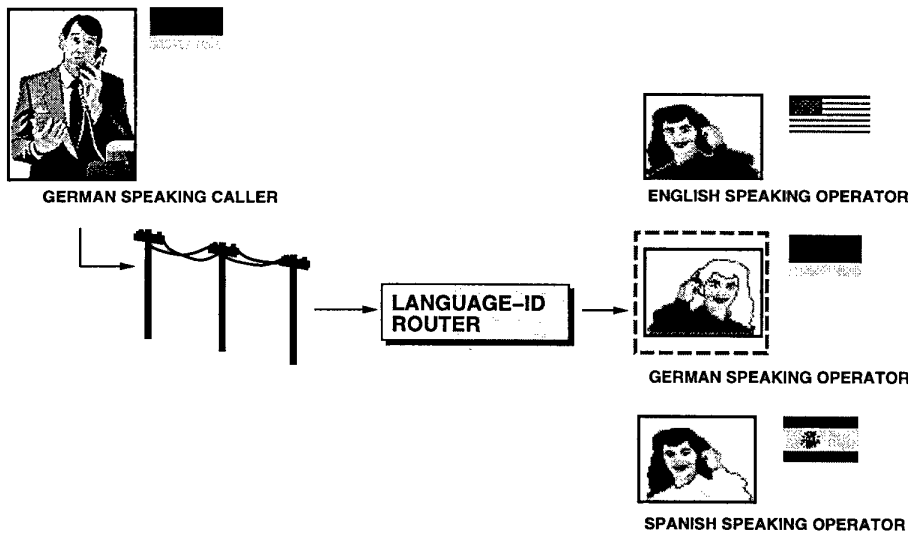 GERMAN SPEAKING CALLER
ENGLISH SPEAKING OPERATOR
LANGUAGE–ID
ROUTER
GERMAN SPEAKING OPERATOR
SPANISH SPEAKING OPERATOR